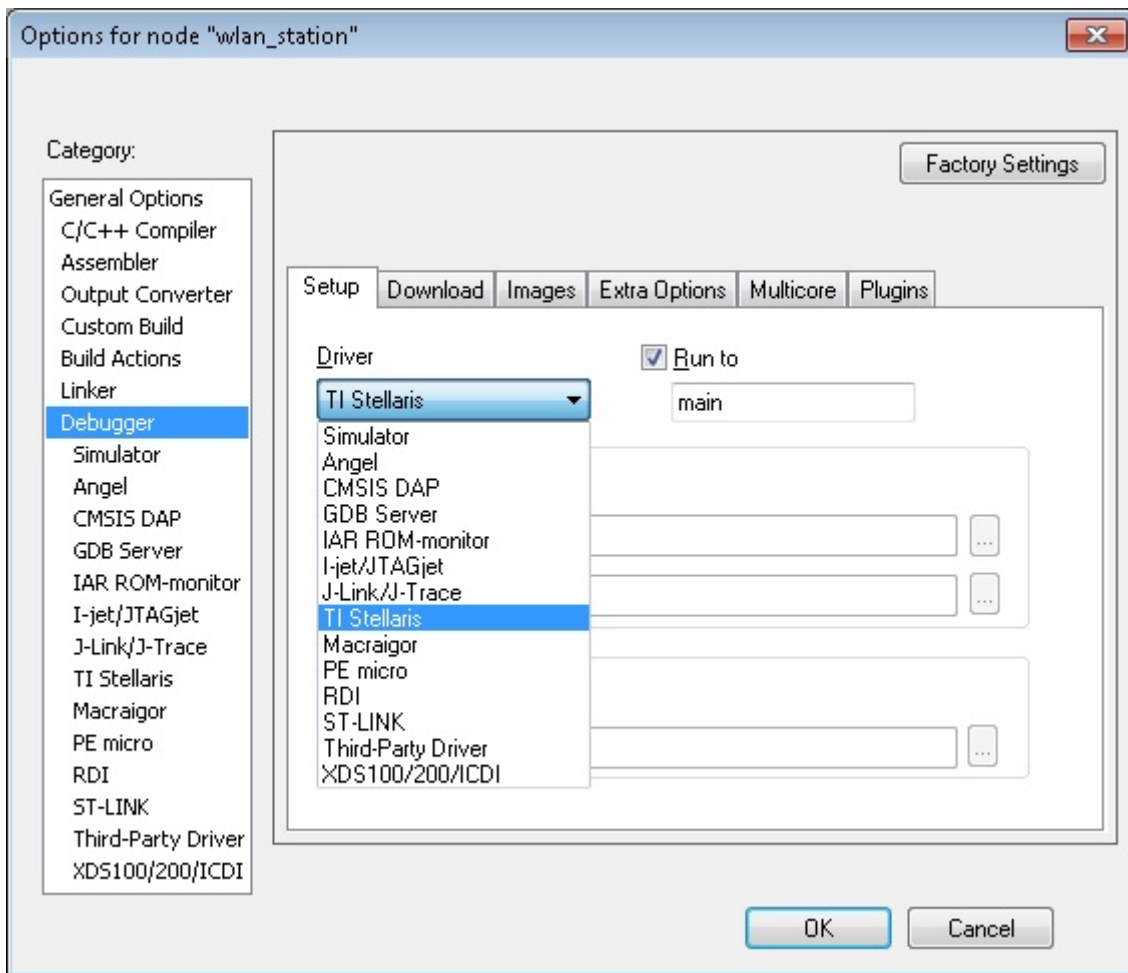 Options for node "wlan_station"
Category:
General Options
C/C++ Compiler
Assembler
Output Converter
Custom Build
Build Actions
Linker
Debugger
Simulator
Angel
CMSIS DAP
GDB Server
IAR ROM-monitor
I-jet/JTAGjet
J-Link/J-Trace
TI Stellaris
Macraigor
PE micro
RDI
ST-LINK
Third-Party Driver
XDS100/200/ICDI
Factory Settings
Setup Download Images Extra Options Multicore Plugins
Driver Run to
TI Stellaris main
Simulator
Angel
CMSIS DAP
GDB Server
...
IAR ROM-monitor
I-jet/JTAGjet
J-Link/J-Trace
...
TI Stellaris
Macraigor
PE micro
RDI
ST-LINK
Third-Party Driver
...
XDS100/200/ICDI
OK Cancel